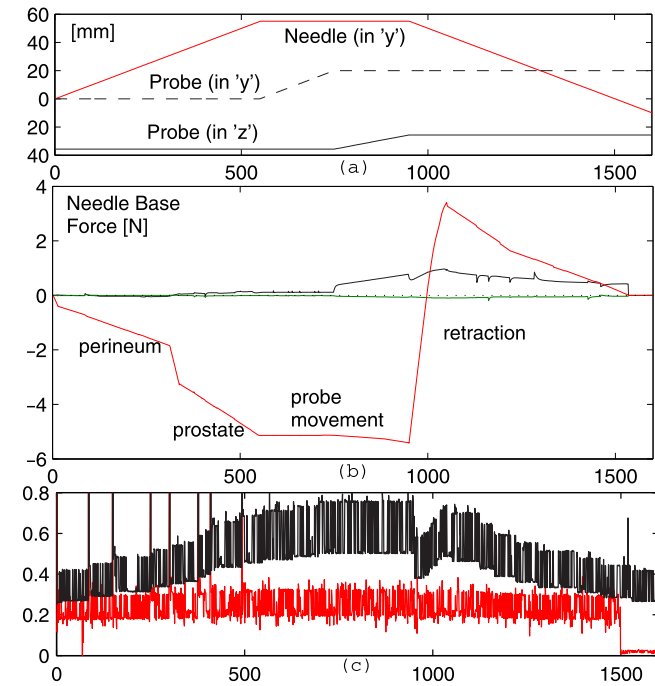 60
[mm]
Needle (in 'y')
40
20
Probe (in 'y')
0
20
Probe (in 'z')
40
0
500
(a)
1000
1500
4
Needle Base
Force [N]
2
0
retraction
perineum
-2
probe
movement
-4
prostate
-6
0
500
(b)
1000
1500
0.8
0.6
0.4
0.2
0
0
500
(c)
1000
1500